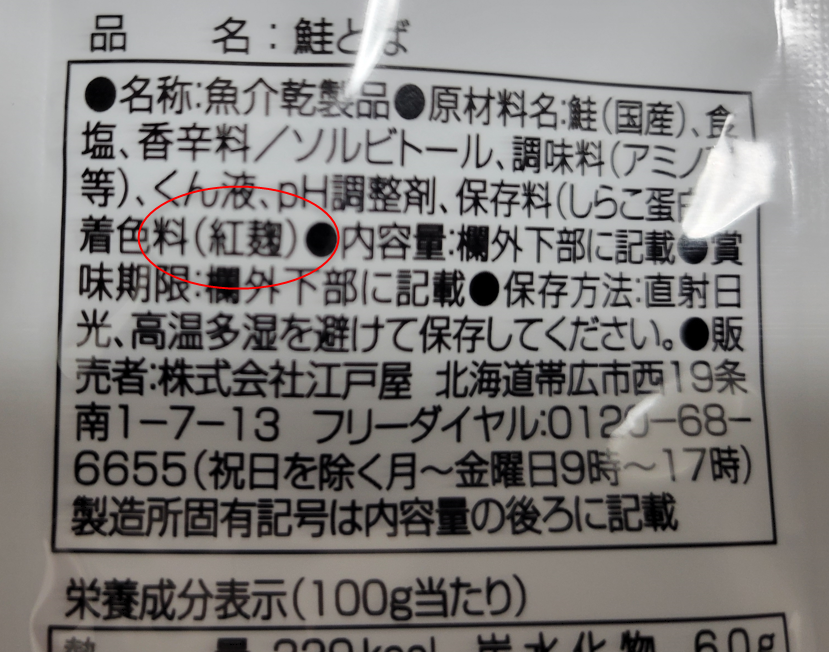 品　名：鮭とば
●名称:魚介乾製品●原材料名:鮭(国産)、食
塩、香辛料／ソルビトール、調味料(アミノ
等)、くん液、pH調整剤、保存料(しらこ蛋白
着色料(紅麹)●内容量:欄外下部に記載●賞
味期限:欄外下部に記載●保存方法:直射日
光、高温多湿を避けて保存してください。●販
売者:株式会社江戸屋 北海道帯広市西19条
南1-7-13 フリーダイヤル:0120-68-
6655(祝日を除く月〜金曜日9時〜17時)
製造所固有記号は内容量の後ろに記載
栄養成分表示(100g当たり)
量 kcal 炭水化物 6.0g